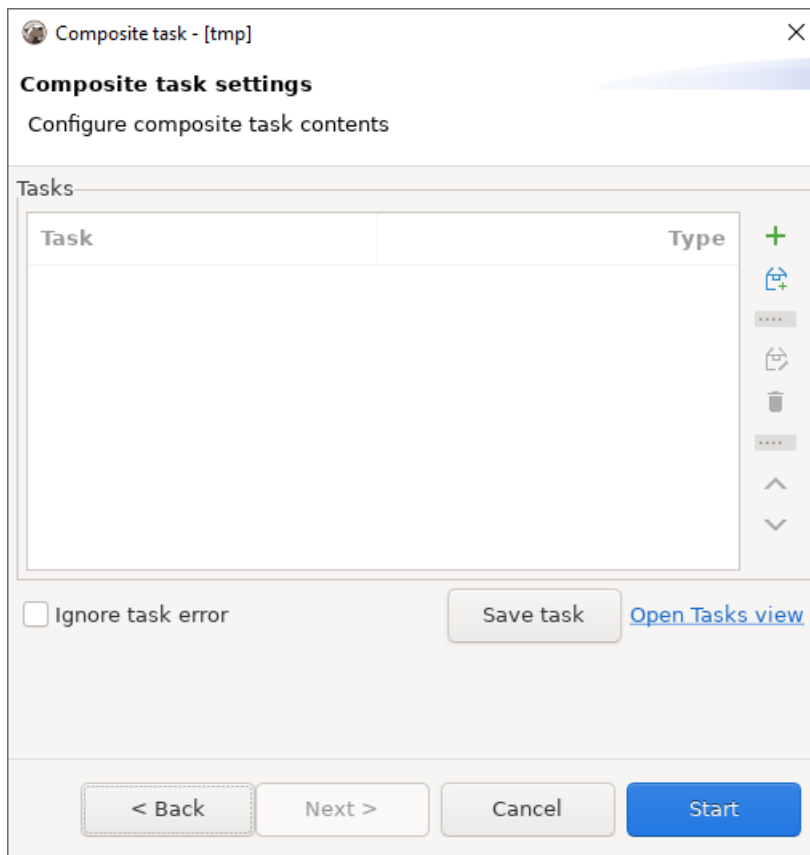 Composite task - [tmp]
Composite task settings
Configure composite task contents
Tasks
Task Type
Ignore task error Save task Open Tasks view
< Back Next > Cancel Start